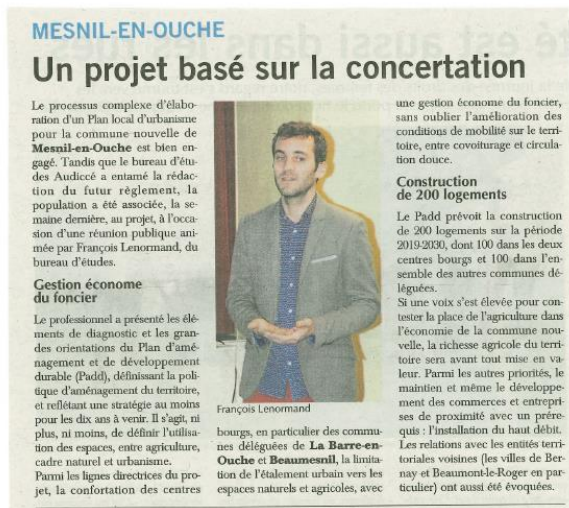 MESNIL-EN-OUCHE
Un projet basé sur la concertation
Le processus complexe d'élabo-
ration d'un Plan local d'urbanisme
pour la commune nouvelle de
Mesnil-en-Ouche est bien en-
gagé. Tandis que le bureau d'étu-
des Audiccé a entamé la rédac-
tion du futur règlement, la
population a été associée, la se-
maine dernière, au projet, à l'occa-
sion d'une réunion publique ani-
mée par François Lenormand, du
bureau d'études.
Gestion économe
du foncier
Le professionnel a présenté les élé-
ments de diagnostic et les gran-
des orientations du Plan d'amé-
nagement et de développement
durable (Padd), définissant la poli-
tique d'aménagement du territoire,
et reflétant une stratégie au moins
pour les dix ans à venir. Il s'agit, ni
plus, ni moins, de définir l'utilisa-
tion des espaces, entre agriculture,
cadre naturel et urbanisme.
Parmi les lignes directrices du pro-
jet, la confortation des centres
François Lenormand
bourgs, en particulier des commu-
nes déléguées de La Barre-en-
Ouche et Beaumesnil, la limita-
tion de l'étalement urbain vers les
espaces naturels et agricoles, avec
une gestion économe du foncier,
sans oublier l'amélioration des
conditions de mobilité sur le terri-
toire, entre covoiturage et circula-
tion douce.
Construction
de 200 logements
Le Padd prévoit la construction
de 200 logements sur la période
2019-2030, dont 100 dans les deux
centres bourgs et 100 dans l'en-
semble des autres communes dé-
léguées.
Si une voix s'est élevée pour con-
tester la place de l'agriculture dans
l'économie de la commune nou-
velle, la richesse agricole du terri-
toire sera avant tout mise en va-
leur. Parmi les autres priorités, le
maintien et même le développe-
ment des commerces et entrepri-
ses de proximité avec un prére-
quis : l'installation du haut débit.
Les relations avec les entités terri-
toriales voisines (les villes de Ber-
nay et Beaumont-le-Roger en par-
ticulier) ont aussi été évoquées.